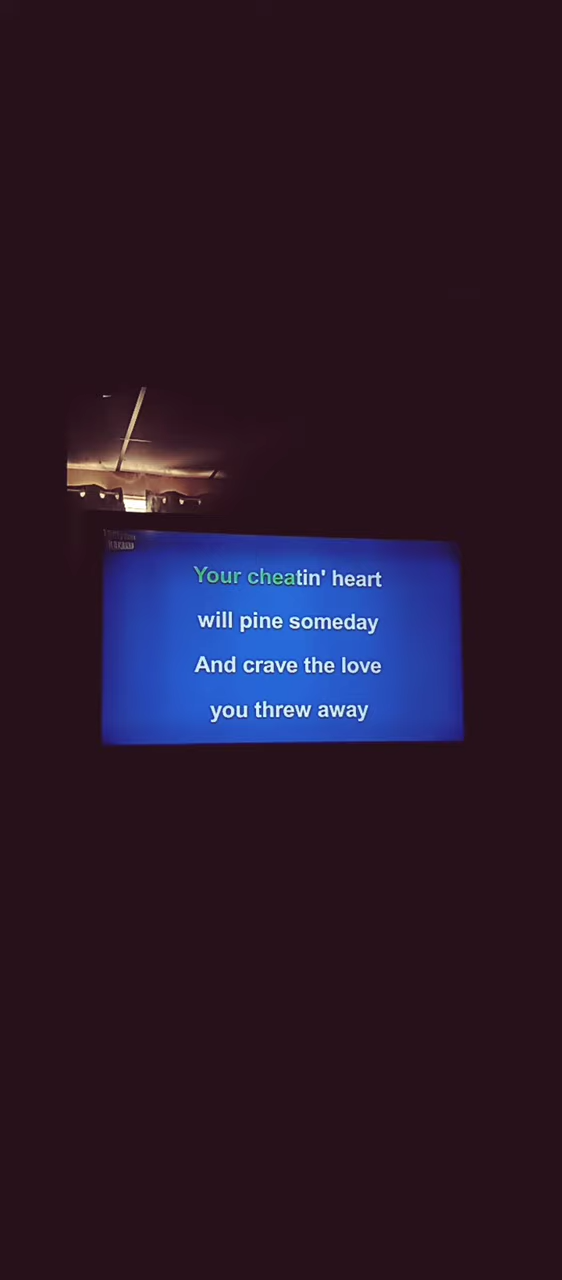 Your cheatin' heart
will pine someday
And crave the love
you threw away